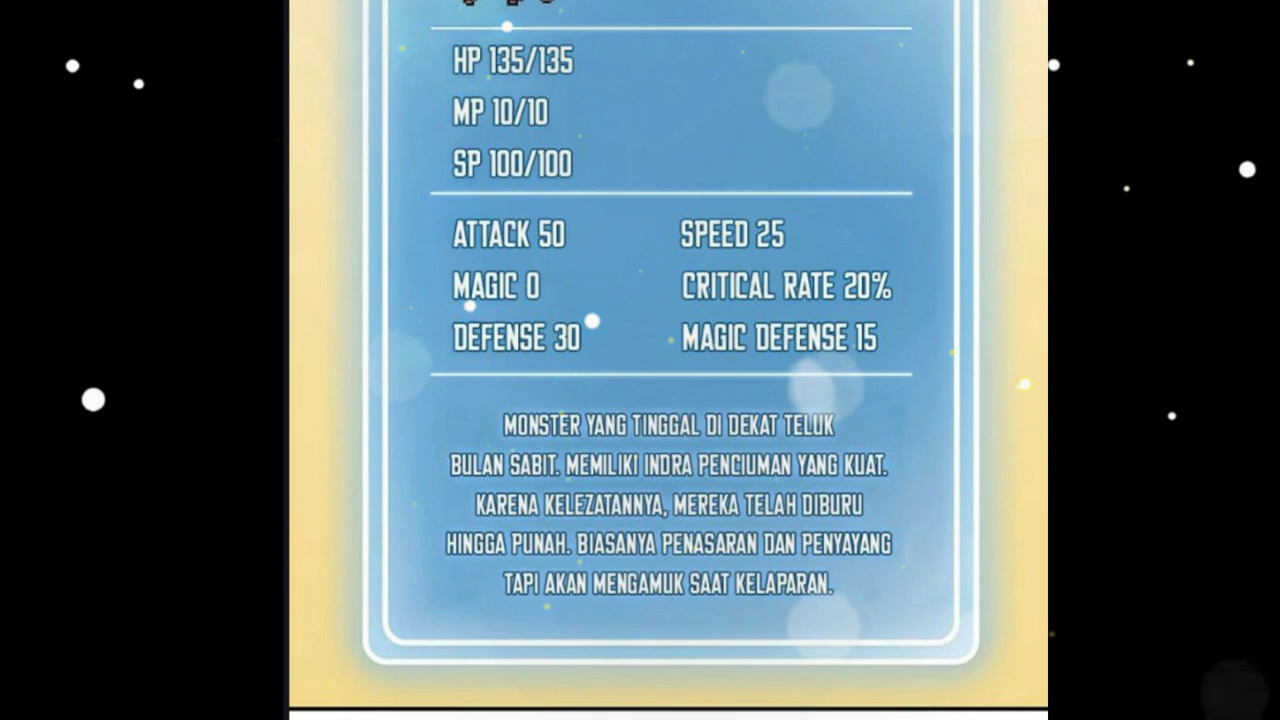 HP 135/135
MP 10/10
SP 100/100
ATTACK 50 SPEED 25
MAGIC 0 CRITICAL RATE 20%
DEFENSE 30 MAGIC DEFENSE 15
MONSTER YANG TINGGAL DI DEKAT TELUK
BULAN SABIT. MEMILIKI INDRA PENCIUMAN YANG KUAT.
KARENA KELEZATANNYA, MEREKA TELAH DIBURU
HINGGA PUNAH. BIASANYA PENASARAN DAN PENYAYANG
TAPI AKAN MENGAMUK SAAT KELAPARAN.